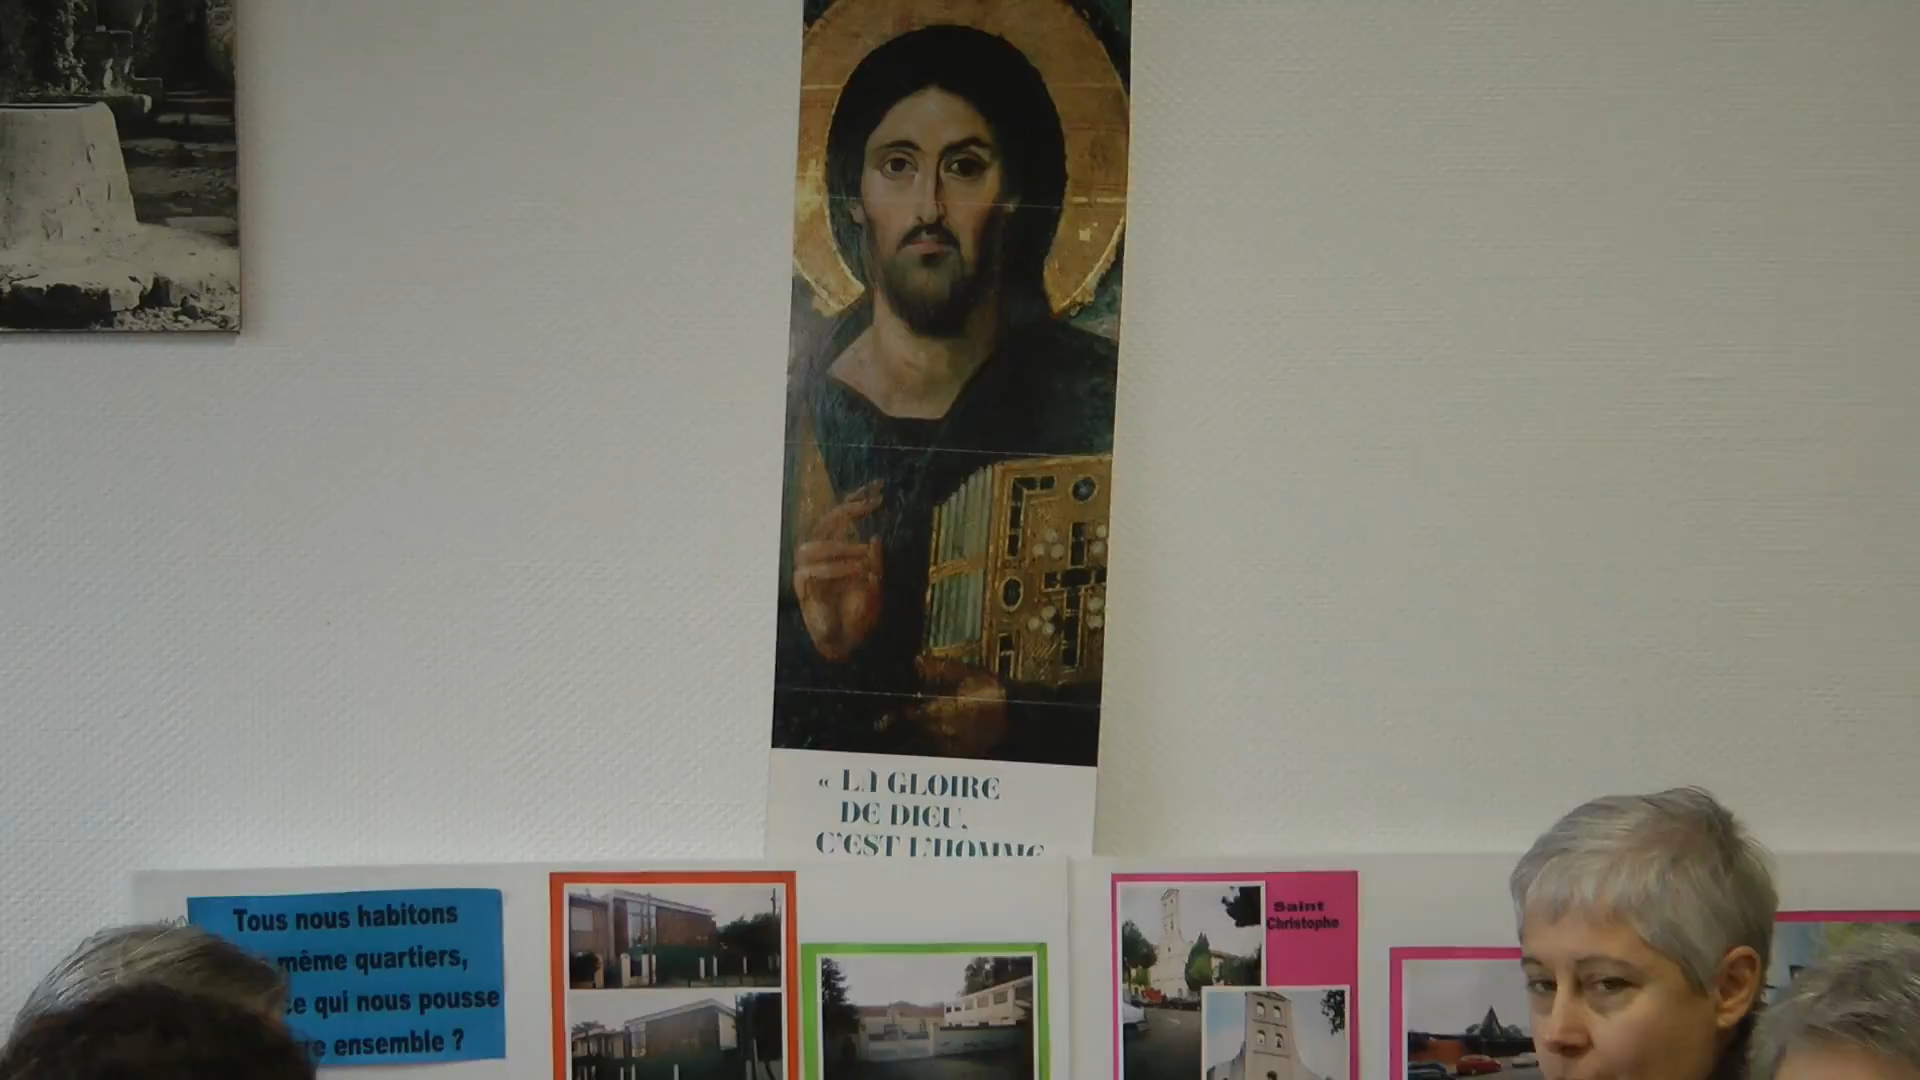 « LA GLOIRE
DE DIEU,
C'EST L'HOMME
Tous nous habitons
même quartiers,
ce qui nous pousse
ensemble ?
Saint
Christophe